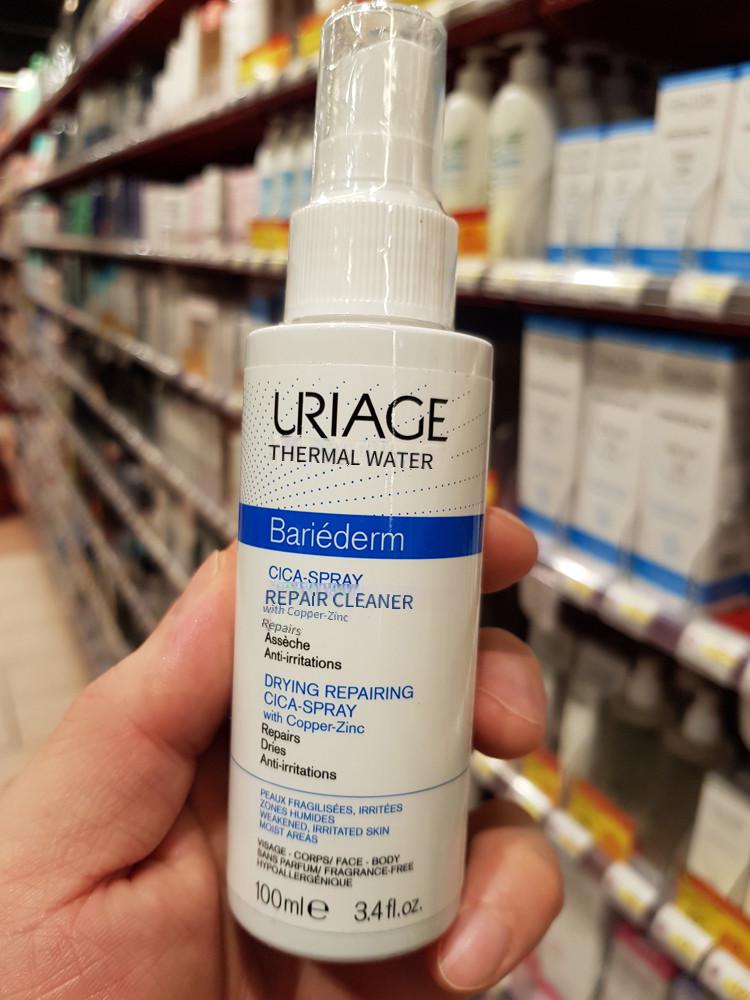 URIAGE
THERMAL WATER
Bariéderm
CICA-SPRAY
REPAIR CLEANER
with Copper-Zinc
Repairs
Assèche
Anti-irritations
DRYING REPAIRING
CICA-SPRAY
with Copper-Zinc
Repairs
Dries
Anti-irritations
PEAUX FRAGILISÉES, IRRITÉES
ZONES HUMIDES
WEAKENED, IRRITATED SKIN
MOIST AREAS
VISAGE - CORPS/ FACE - BODY
SANS PARFUM/ FRAGRANCE-FREE
HYPOALLERGÉNIQUE
100ml℮ 3.4 fl.oz.